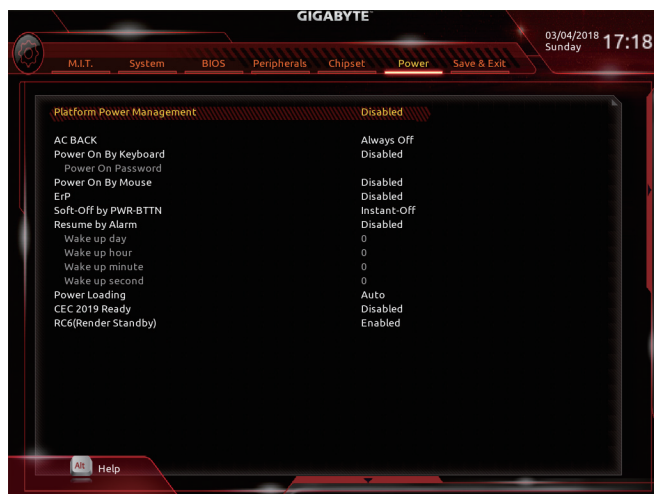 GIGABYTE
03/04/2018
Sunday
17:18
M.I.T. System BIOS Peripherals Chipset Power Save & Exit
Platform Power Management Disabled
AC BACK Always Off
Power On By Keyboard Disabled
Power On Password
Power On By Mouse Disabled
ErP Disabled
Soft-Off by PWR-BTTN Instant-Off
Resume by Alarm Disabled
Wake up day 0
Wake up hour 0
Wake up minute 0
Wake up second 0
Power Loading Auto
CEC 2019 Ready Disabled
RC6(Render Standby) Enabled
Alt Help